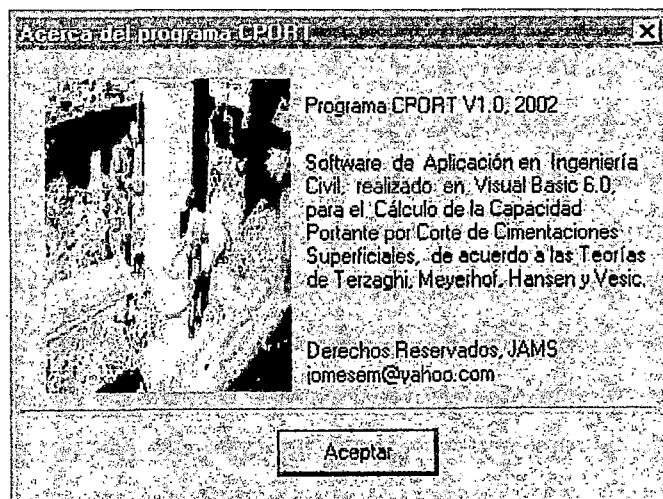 Acerca del programa CPORT
Programa CPORT V1.0, 2002
Software de Aplicación en Ingeniería
Civil, realizado en Visual Basic 6.0,
para el Cálculo de la Capacidad
Portante por Corte de Cimentaciones
Superficiales, de acuerdo a las Teorías
de Terzaghi, Meyerhof, Hansen y Vesic.
Derechos Reservados, JAMS
jomesem@yahoo.com
Aceptar